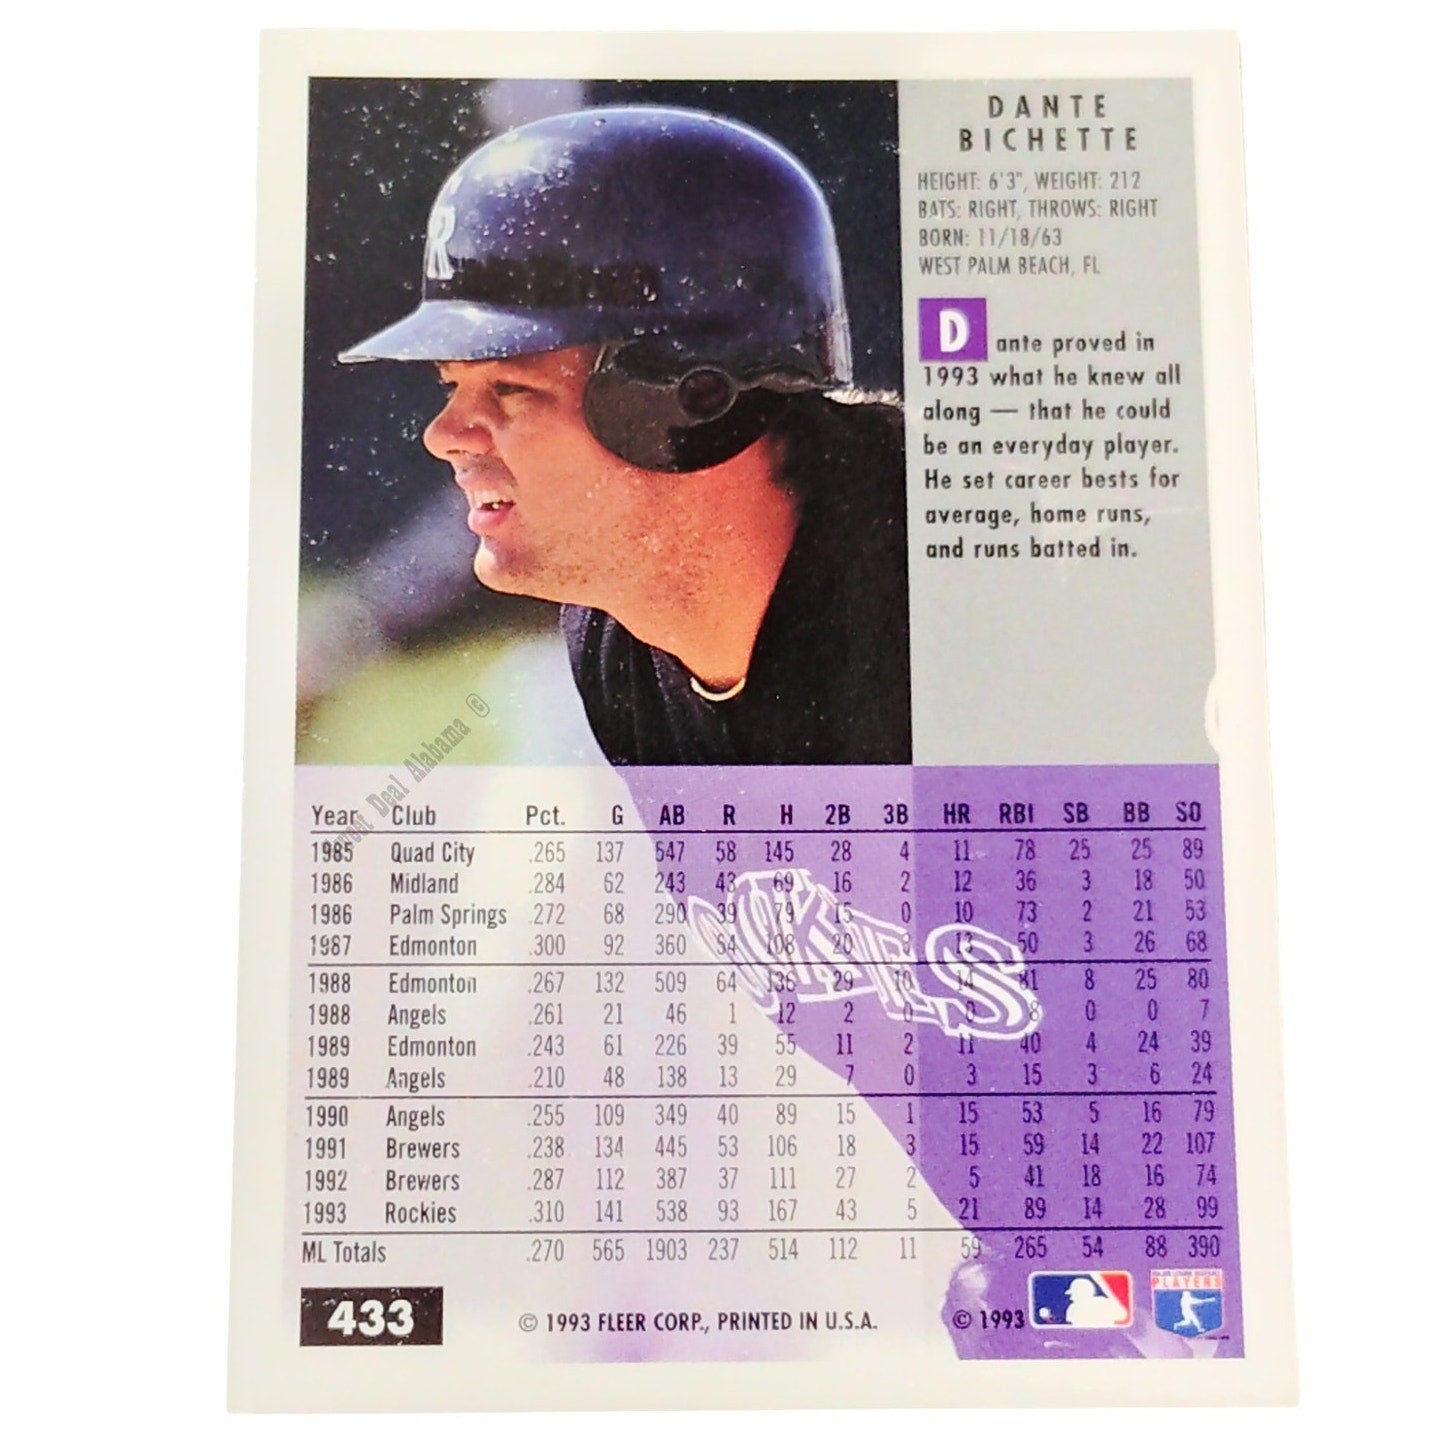 DANTE
BICHETTE
HEIGHT: 6'3", WEIGHT: 212
BATS: RIGHT, THROWS: RIGHT
BORN: 11/18/63
WEST PALM BEACH, FL
Dante proved in
1993 what he knew all
along — that he could
be an everyday player.
He set career bests for
average, home runs,
and runs batted in.
R
Deal Alabama ©
Year Club Pct. G AB R H 2B 3B HR RBI SB BB SO
1985 Quad City .265 137 547 58 145 28 4 11 78 25 25 89
1986 Midland .284 62 243 43 69 16 2 12 36 3 18 50
1986 Palm Springs .272 68 290 39 79 15 0 10 73 2 21 53
1987 Edmonton .300 92 360 54 108 20 3 13 50 3 26 68
1988 Edmonton .267 132 509 64 136 29 10 14 81 8 25 80
1988 Angels .261 21 46 1 12 2 0 0 8 0 0 7
1989 Edmonton .243 61 226 39 55 11 2 11 40 4 24 39
1989 Angels .210 48 138 13 29 7 0 3 15 3 6 24
1990 Angels .255 109 349 40 89 15 1 15 53 5 16 79
1991 Brewers .238 134 445 53 106 18 3 15 59 14 22 107
1992 Brewers .287 112 387 37 111 27 2 5 41 18 16 74
1993 Rockies .310 141 538 93 167 43 5 21 89 14 28 99
ML Totals .270 565 1903 237 514 112 11 59 265 54 88 390
ROCKIES
433
© 1993 FLEER CORP., PRINTED IN U.S.A.
© 1993
MAJOR LEAGUE BASEBALL
PLAYERS